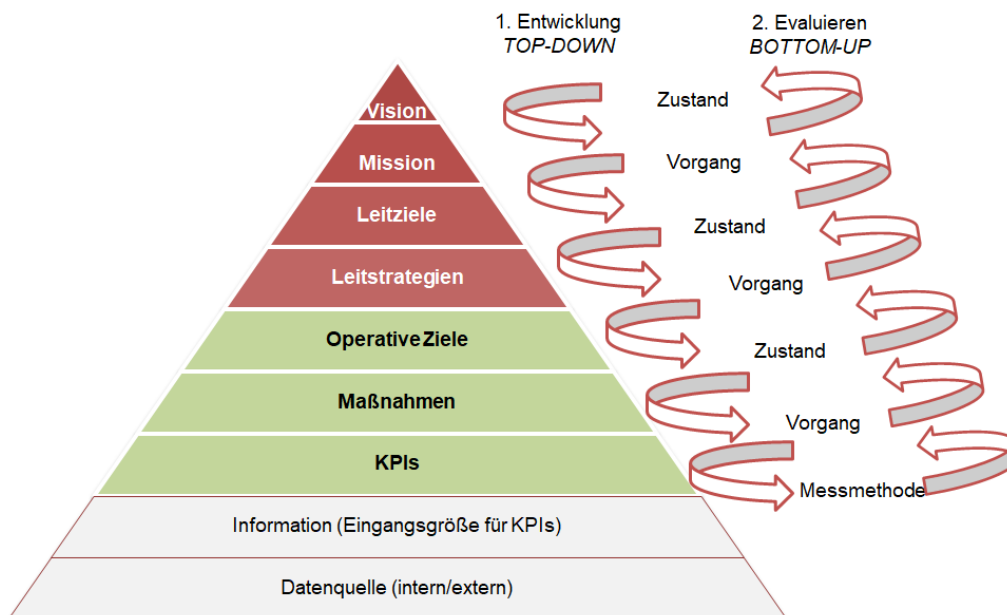 1. Entwicklung
TOP-DOWN
2. Evaluieren
BOTTOM-UP
Vision
Zustand
Mission
Vorgang
Leitziele
Zustand
Leitstrategien
Vorgang
Operative Ziele
Zustand
Maßnahmen
Vorgang
KPIs
Messmethode
Information (Eingangsgröße für KPIs)
Datenquelle (intern/extern)